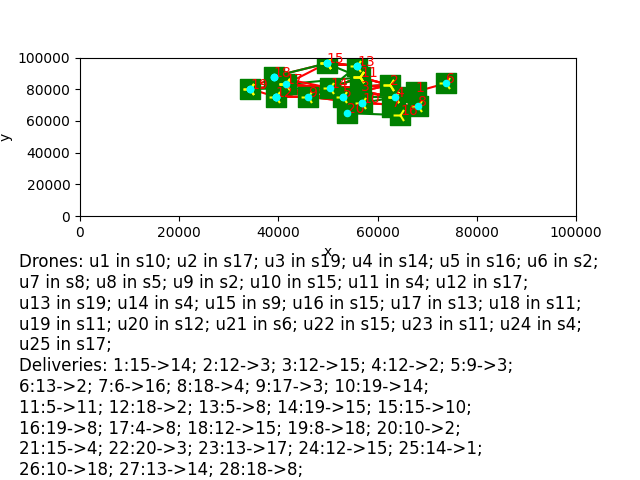 100000
80000
60000
40000
20000
0
y
15
13
0 20000 40000 60000 80000 100000
x
Drones: u1 in s10; u2 in s17; u3 in s19; u4 in s14; u5 in s16; u6 in s2;
u7 in s8; u8 in s5; u9 in s2; u10 in s15; u11 in s4; u12 in s17;
u13 in s19; u14 in s4; u15 in s9; u16 in s15; u17 in s13; u18 in s11;
u19 in s11; u20 in s12; u21 in s6; u22 in s15; u23 in s11; u24 in s4;
u25 in s17;
Deliveries: 1:15->14; 2:12->3; 3:12->15; 4:12->2; 5:9->3;
6:13->2; 7:6->16; 8:18->4; 9:17->3; 10:19->14;
11:5->11; 12:18->2; 13:5->8; 14:19->15; 15:15->10;
16:19->8; 17:4->8; 18:12->15; 19:8->18; 20:10->2;
21:15->4; 22:20->3; 23:13->17; 24:12->15; 25:14->1;
26:10->18; 27:13->14; 28:18->8;